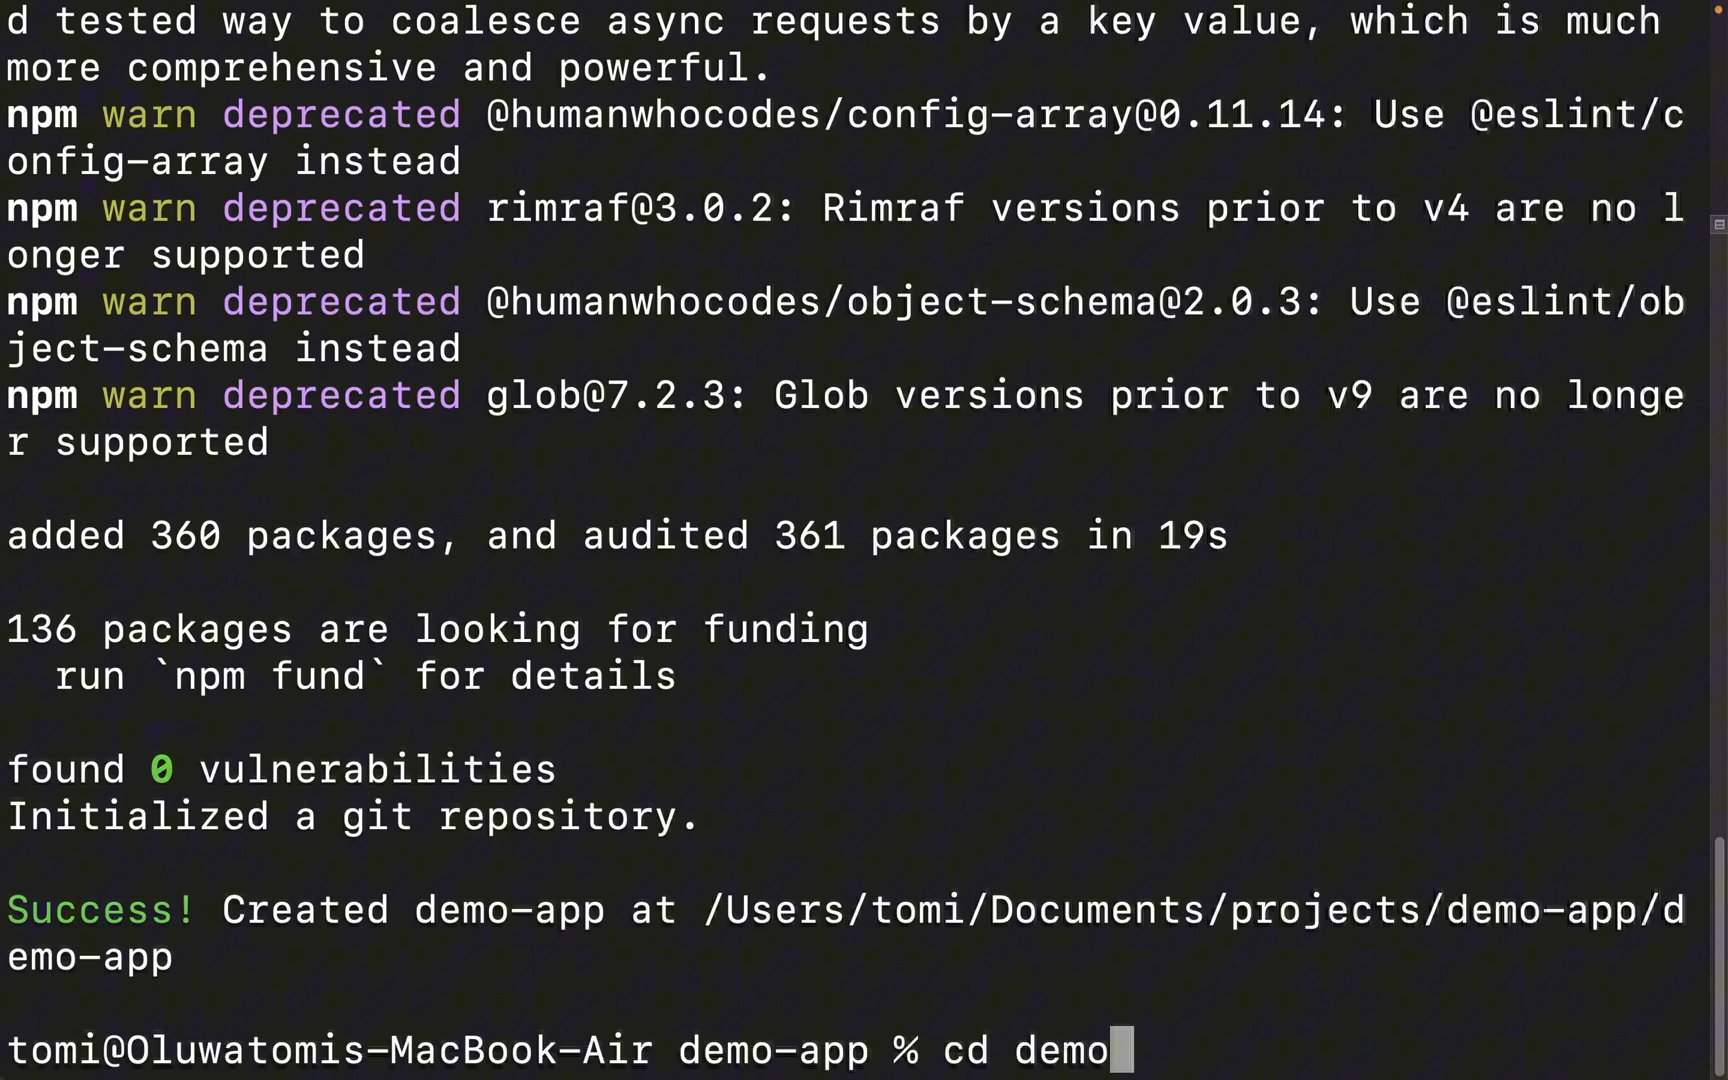 d tested way to coalesce async requests by a key value, which is much
more comprehensive and powerful.
npm warn deprecated @humanwhocodes/config-array@0.11.14: Use @eslint/c
onfig-array instead
npm warn deprecated rimraf@3.0.2: Rimraf versions prior to v4 are no l
onger supported
npm warn deprecated @humanwhocodes/object-schema@2.0.3: Use @eslint/ob
ject-schema instead
npm warn deprecated glob@7.2.3: Glob versions prior to v9 are no longe
r supported
added 360 packages, and audited 361 packages in 19s
136 packages are looking for funding
  run `npm fund` for details
found 0 vulnerabilities
Initialized a git repository.
Success! Created demo-app at /Users/tomi/Documents/projects/demo-app/d
emo-app
tomi@Oluwatomis-MacBook-Air demo-app % cd demo